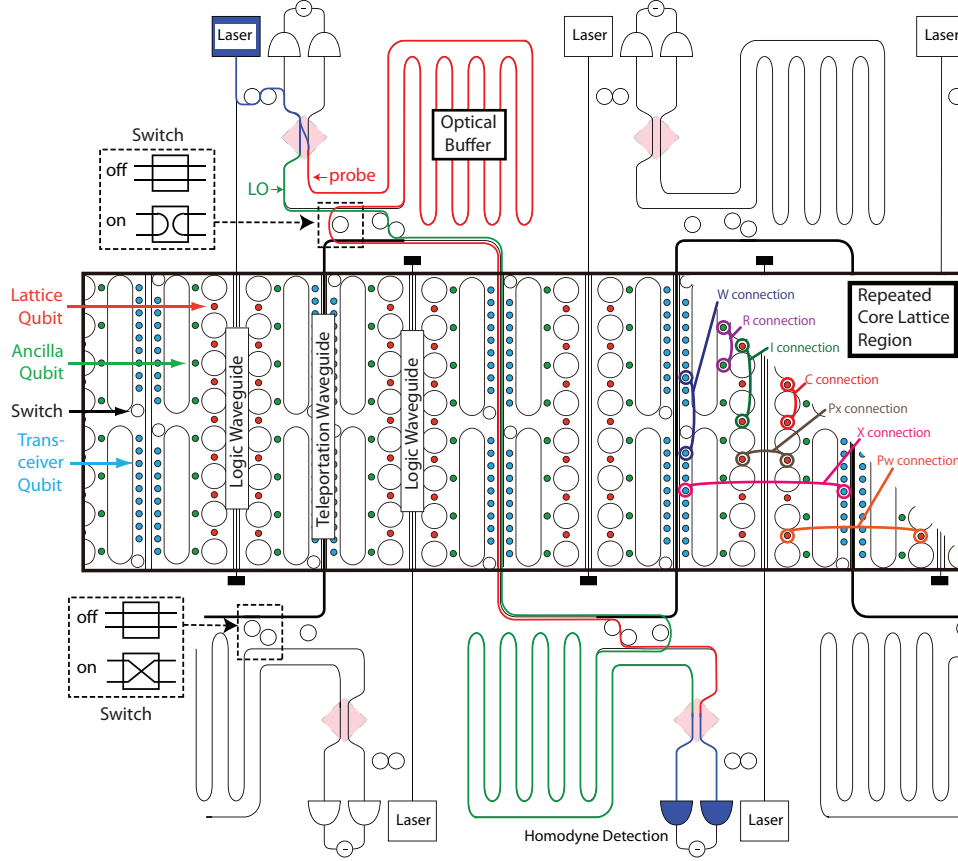 Laser
Laser
Laser
Switch
off
on
LO
probe
Optical
Buffer
Lattice
Qubit
Ancilla
Qubit
Switch
Trans-
ceiver
Qubit
Logic Waveguide
Teleportation Waveguide
Logic Waveguide
W connection
R connection
I connection
C connection
Px connection
X connection
Pw connection
Repeated
Core Lattice
Region
off
on
Switch
Laser
Homodyne Detection
Laser